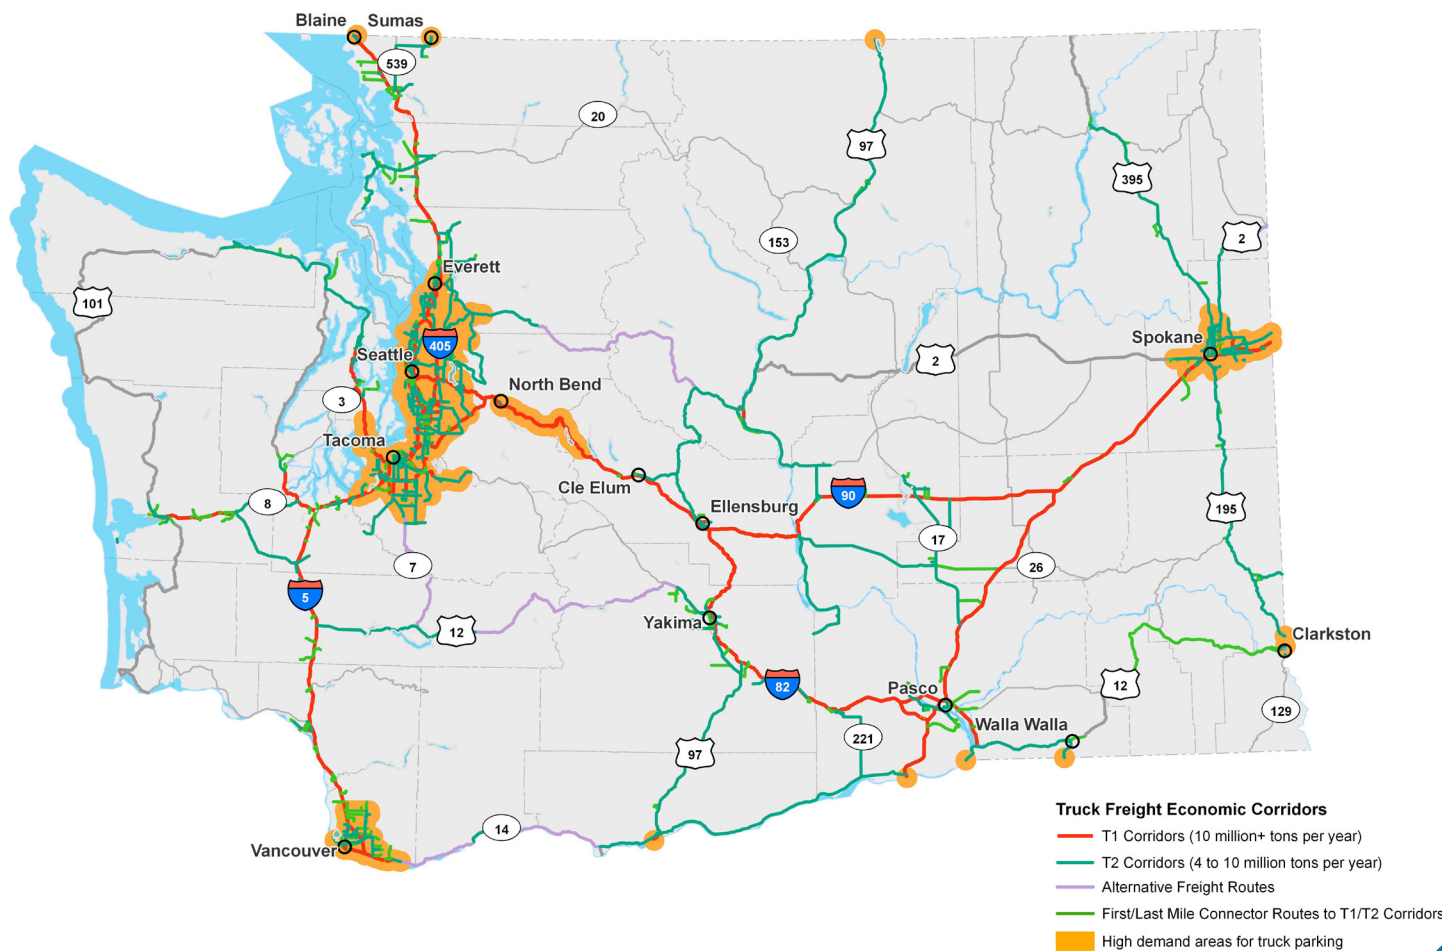 Blaine Sumas
539
20
97
395
153
2
101
Everett
405
Seattle
Spokane
2
North Bend
3
Tacoma
Cle Elum
90
Ellensburg
8
195
17
26
7
5
12
Yakima
Clarkston
82
Pasco
12
Walla Walla
129
221
97
14
Vancouver
Truck Freight Economic Corridors
T1 Corridors (10 million+ tons per year)
T2 Corridors (4 to 10 million tons per year)
Alternative Freight Routes
First/Last Mile Connector Routes to T1/T2 Corridors
High demand areas for truck parking